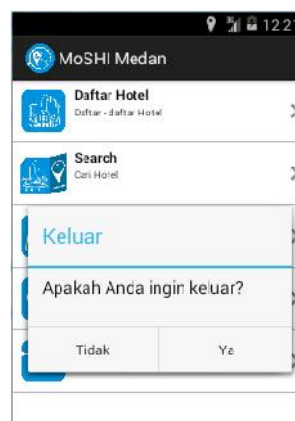 12:21
MoSHI Medan
Daftar Hotel
Daftar - daftar Hotel
Search
Cari Hotel
Keluar
Apakah Anda ingin keluar?
Tidak
Ya